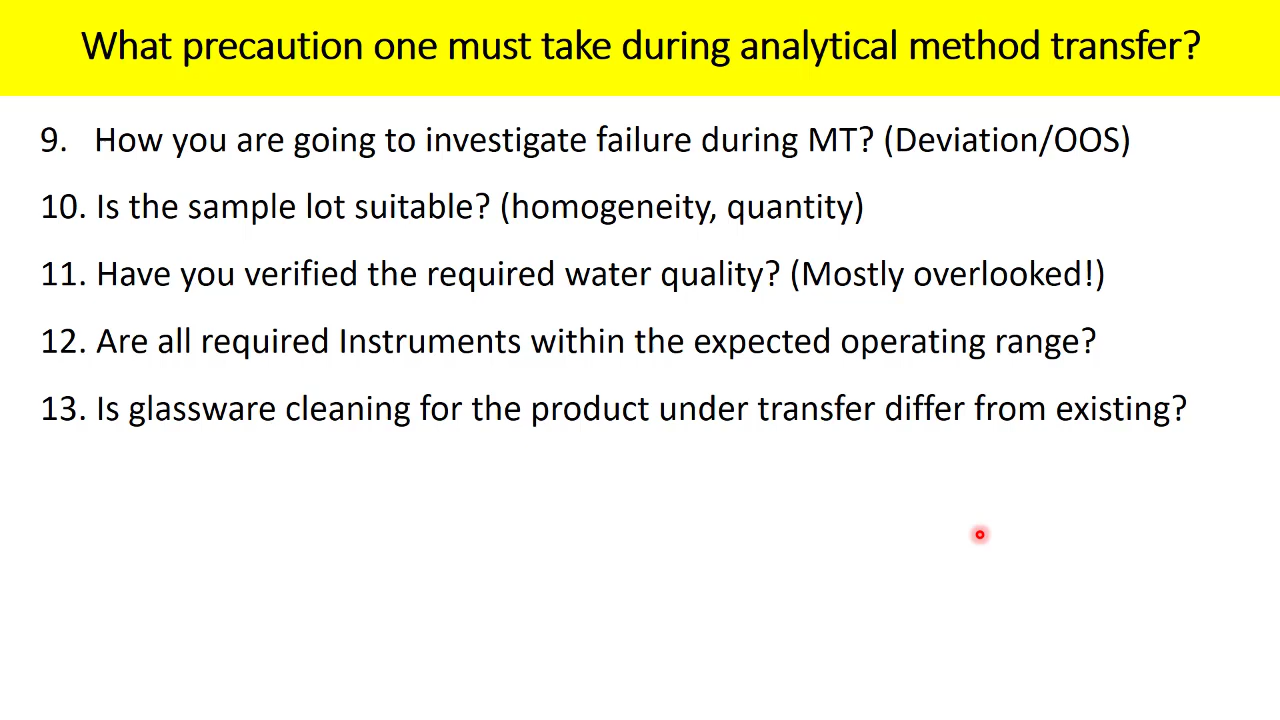 What precaution one must take during analytical method transfer?
9. How you are going to investigate failure during MT? (Deviation/OOS)
10. Is the sample lot suitable? (homogeneity, quantity)
11. Have you verified the required water quality? (Mostly overlooked!)
12. Are all required Instruments within the expected operating range?
13. Is glassware cleaning for the product under transfer differ from existing?